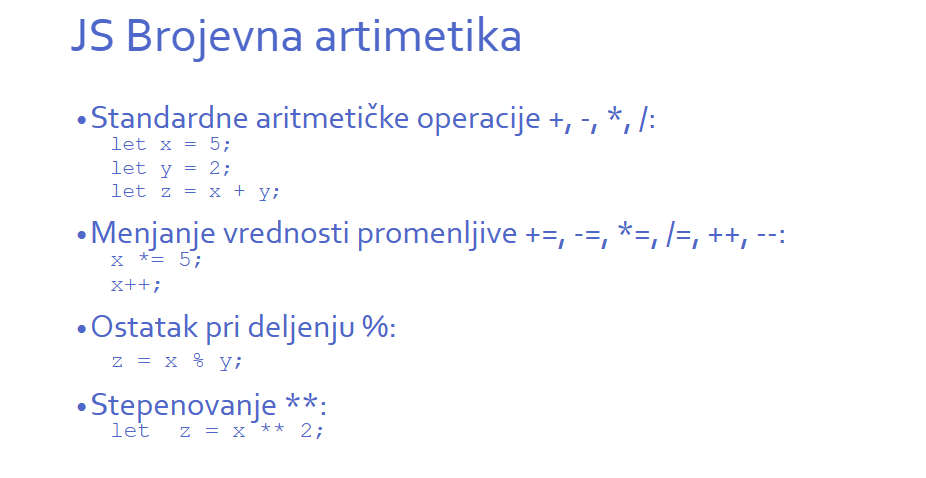 JS Brojevna artimetika
•Standardne aritmetičke operacije +, -, *, /:
let x = 5;
let y = 2;
let z = x + y;
•Menjanje vrednosti promenljive +=, -=, *=, /=, ++, --:
x *= 5;
x++;
•Ostatak pri deljenju %:
z = x % y;
•Stepenovanje **:
let  z = x ** 2;